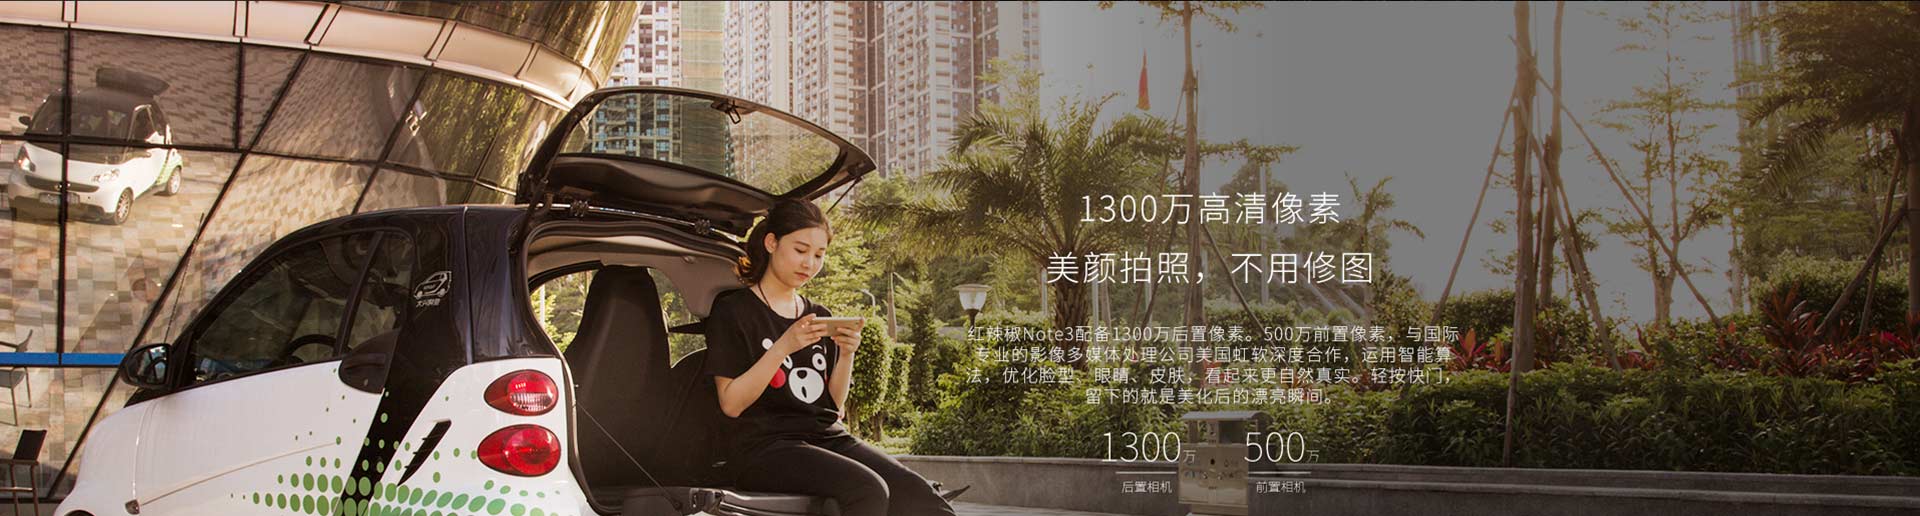 1300万高清像素
美颜拍照，不用修图
红辣椒Note3配备1300万后置像素。500万前置像素，与国际
专业的影像多媒体处理公司美国虹软深度合作，运用智能算
法，优化脸型、眼睛、皮肤，看起来更自然真实。轻按快门，
留下的就是美化后的漂亮瞬间。
1300万 500万
后置相机 前置相机